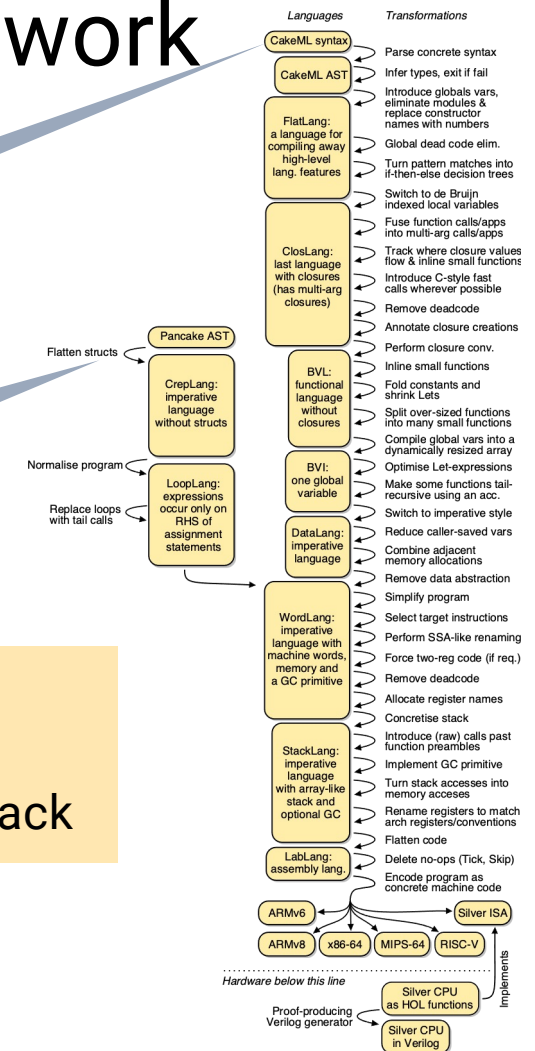 work
Languages
Transformations
CakeML syntax
Parse concrete syntax
CakeML AST
Infer types, exit if fail
Introduce globals vars,
eliminate modules &
replace constructor
names with numbers
FlatLang:
a language for
compiling away
high-level
lang. features
Global dead code elim.
Turn pattern matches into
if-then-else decision trees
Switch to de Bruijn
indexed local variables
ClosLang:
last language
with closures
(has multi-arg
closures)
Fuse function calls/apps
into multi-arg calls/apps
Track where closure values
flow & inline small functions
Introduce C-style fast
calls wherever possible
Remove deadcode
Annotate closure creations
Perform closure conv.
BVL:
functional
language
without
closures
Inline small functions
Fold constants and
shrink Lets
Split over-sized functions
into many small functions
Compile global vars into a
dynamically resized array
BVI:
one global
variable
Optimise Let-expressions
Make some functions tail-
recursive using an acc.
Switch to imperative style
DataLang:
imperative
language
Reduce caller-saved vars
Combine adjacent
memory allocations
Remove data abstraction
Pancake AST
Flatten structs
CrepLang:
imperative
language
without structs
Normalise program
LoopLang:
expressions
occur only on
RHS of
assignment
statements
Replace loops
with tail calls
WordLang:
imperative
language with
machine words,
memory and
a GC primitive
Simplify program
Select target instructions
Perform SSA-like renaming
Force two-reg code (if req.)
Remove deadcode
Allocate register names
Concretise stack
StackLang:
imperative
language
with array-like
stack and
optional GC
Introduce (raw) calls past
function preambles
Implement GC primitive
Turn stack accesses into
memory acceses
Rename registers to match
arch registers/conventions
Flatten code
ack
LabLang:
assembly lang.
Delete no-ops (Tick, Skip)
Encode program as
concrete machine code
ARMv6
Silver ISA
ARMv8
x86-64
MIPS-64
RISC-V
Hardware below this line
Implements
Silver CPU
as HOL functions
Proof-producing
Verilog generator
Silver CPU
in Verilog